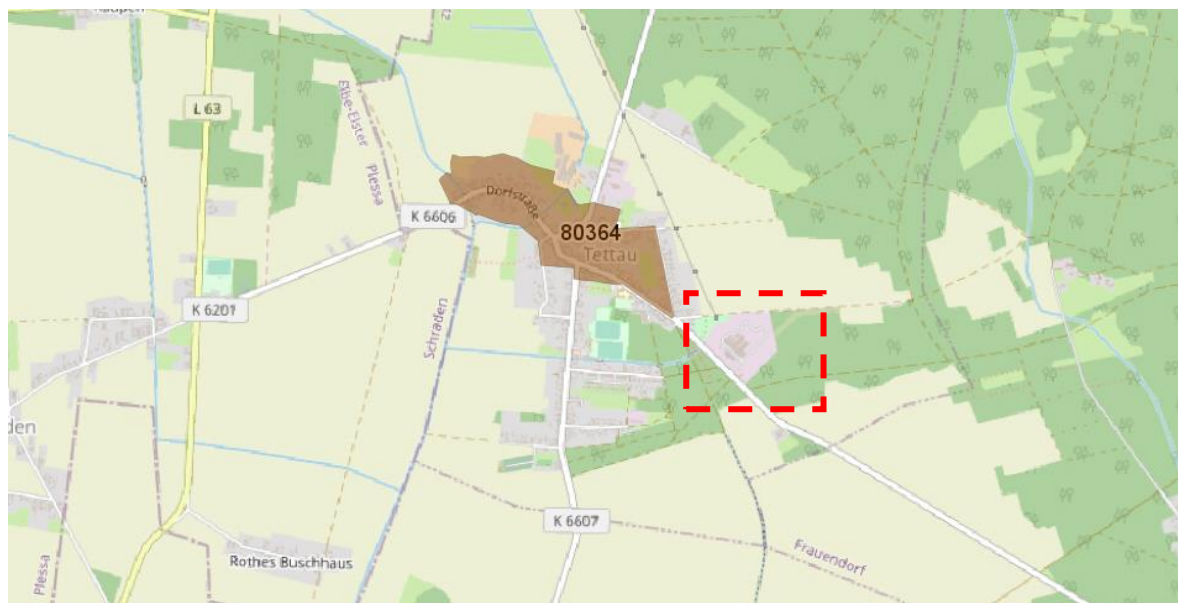 L 63
Elbe-Elster
Plessa
Dorfstraße
K 6606
80364
Tettau
K 6201
Schraden
den
K 6607
Rothes Buschhaus
Frauendorf
Plessa